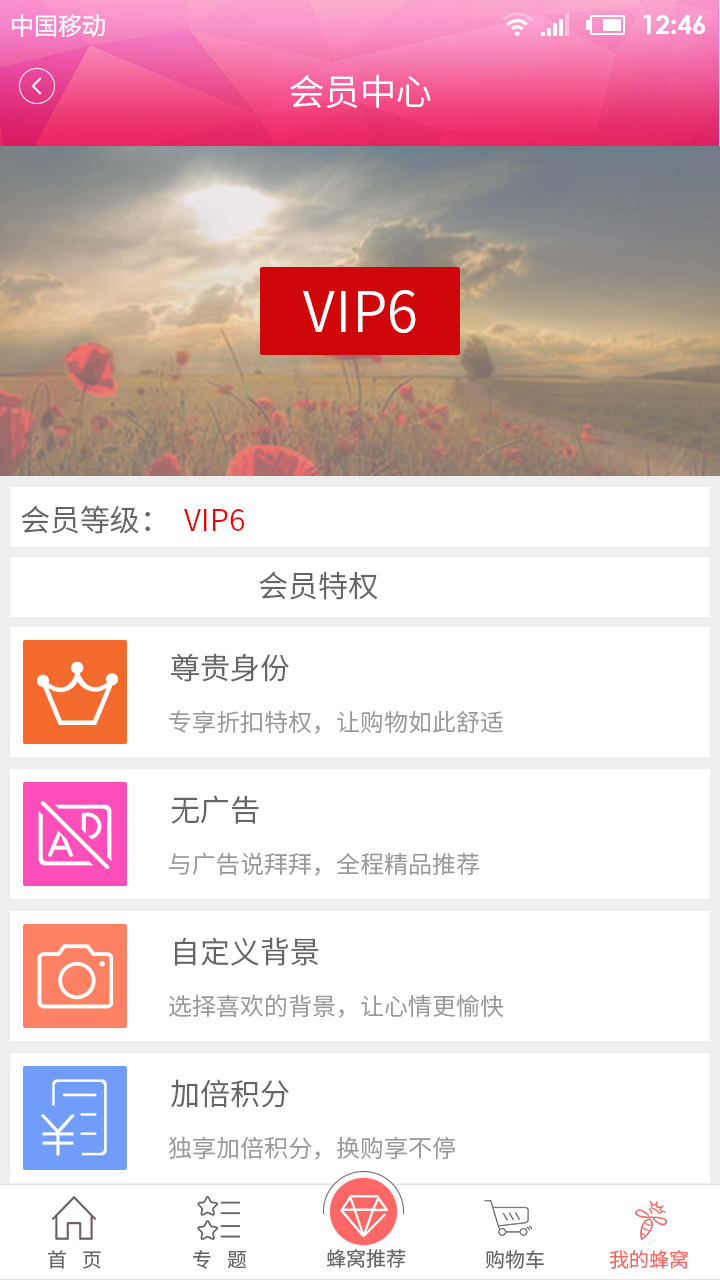 中国移动 12:46
会员中心
VIP6
会员等级： VIP6
会员特权
尊贵身份
专享折扣特权，让购物如此舒适
AD
无广告
与广告说拜拜，全程精品推荐
自定义背景
选择喜欢的背景，让心情更愉快
¥
加倍积分
独享加倍积分，换购享不停
首 页 专 题 蜂窝推荐 购物车 我的蜂窝